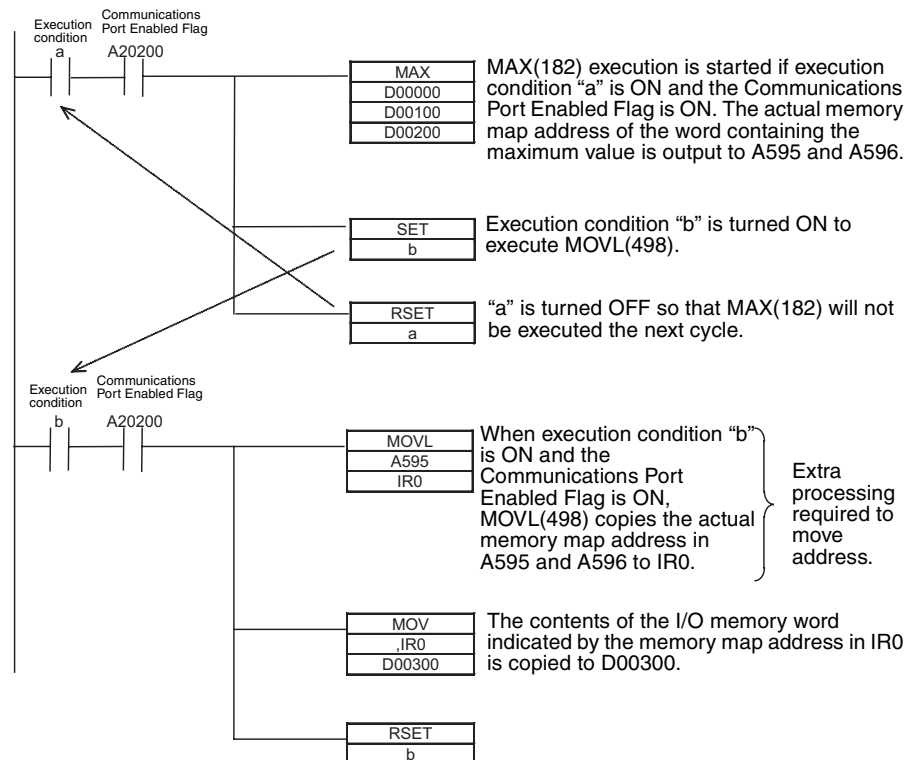 Execution
condition
a
Communications
Port Enabled Flag
A20200
MAX
D00000
D00100
D00200
MAX(182) execution is started if execution
condition “a” is ON and the Communications
Port Enabled Flag is ON. The actual memory
map address of the word containing the
maximum value is output to A595 and A596.
SET
b
Execution condition “b” is turned ON to
execute MOVL(498).
RSET
a
“a” is turned OFF so that MAX(182) will not
be executed the next cycle.
Execution
condition
b
Communications
Port Enabled Flag
A20200
MOVL
A595
IR0
When execution condition “b”
is ON and the
Communications Port
Enabled Flag is ON,
MOVL(498) copies the actual
memory map address in
A595 and A596 to IR0.
Extra
processing
required to
move
address.
MOV
,IR0
D00300
The contents of the I/O memory word
indicated by the memory map address in IR0
is copied to D00300.
RSET
b